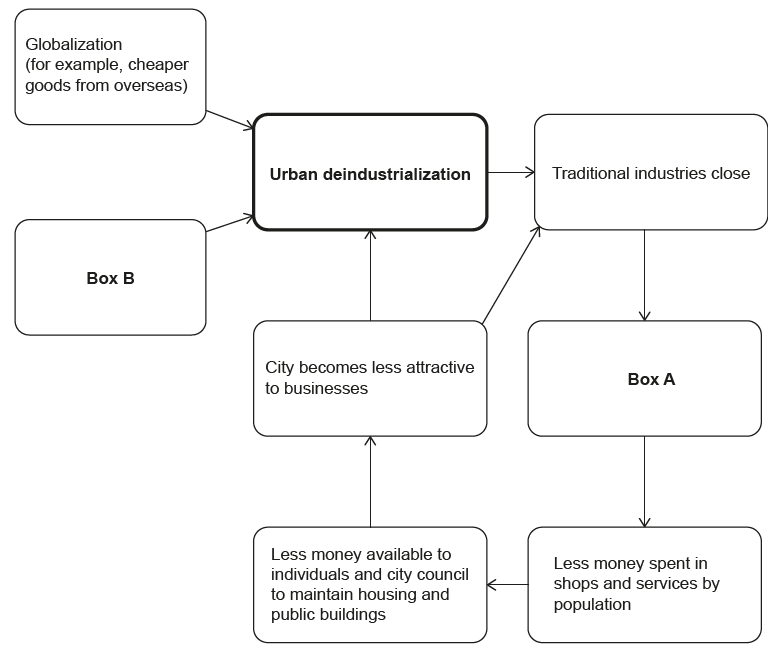 Globalization
(for example, cheaper
goods from overseas)
Urban deindustrialization
Traditional industries close
Box B
City becomes less attractive
to businesses
Box A
Less money available to
individuals and city council
to maintain housing and
public buildings
Less money spent in
shops and services by
population